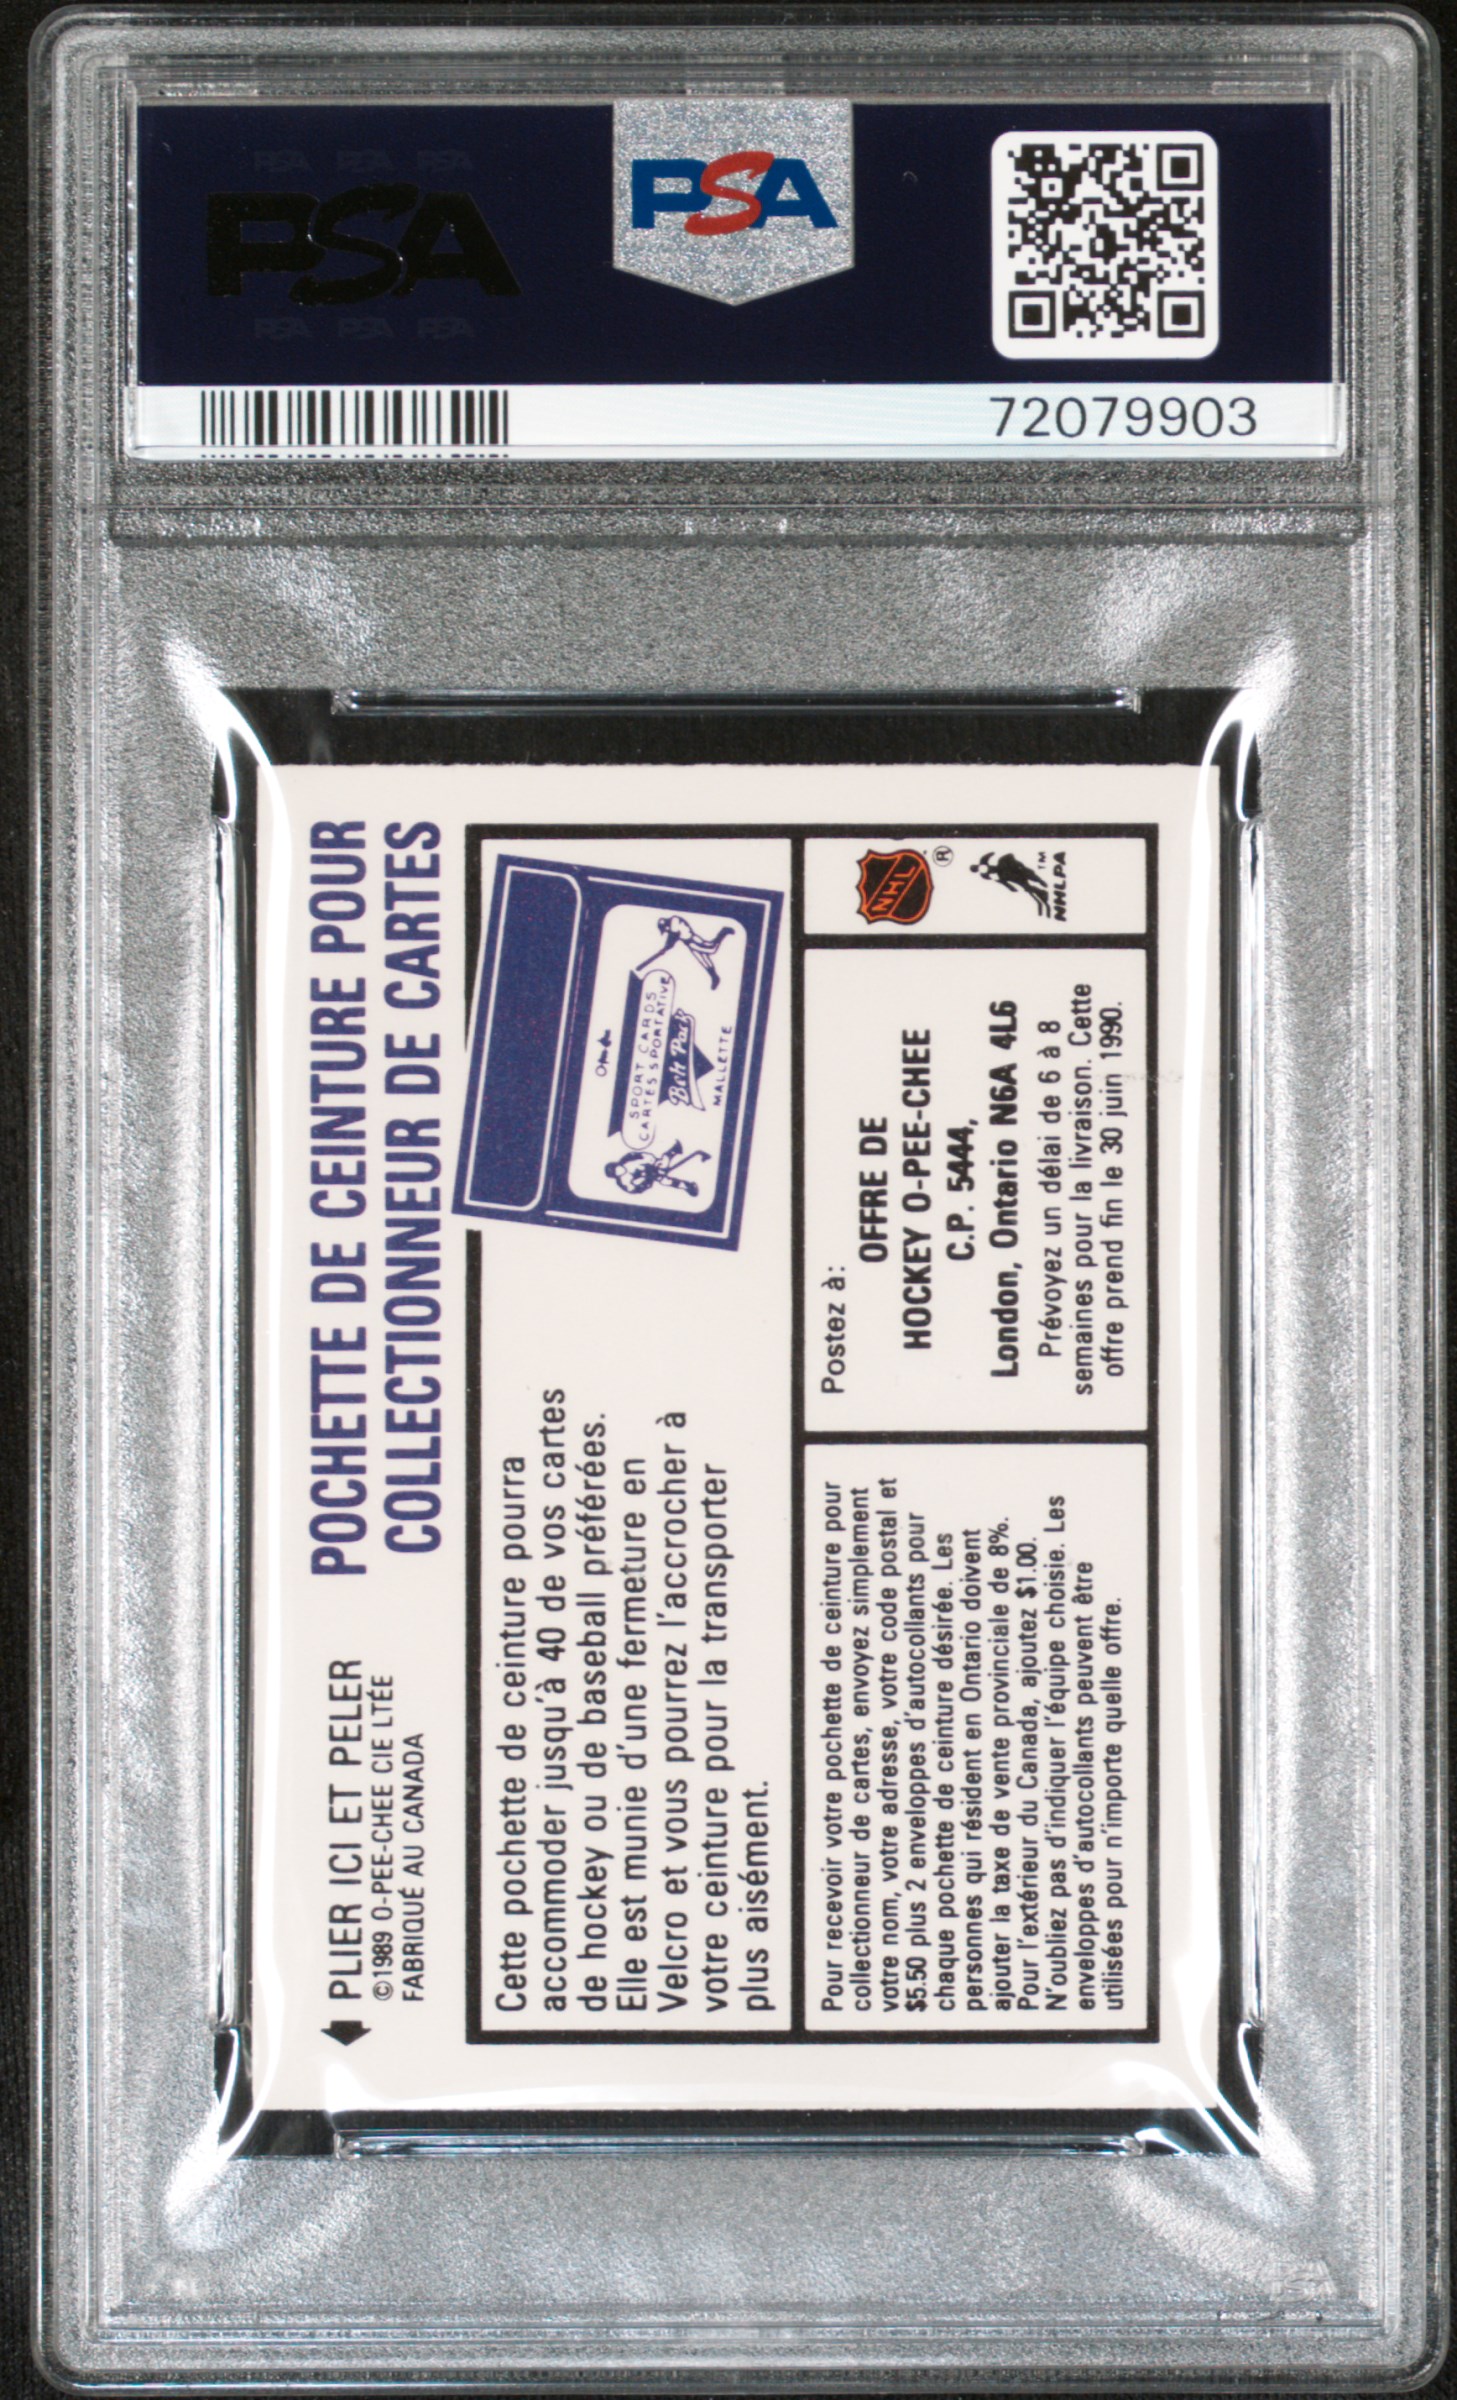 PSA PSA PSA
PSA
PSA PSA PSA
PSA
72079903
POCHETTE DE CEINTURE POUR
COLLECTIONNEUR DE CARTES
PLIER ICI ET PELER
©1989 O-PEE-CHEE CIE LTÉE
FABRIQUÉ AU CANADA
Cette pochette de ceinture pourra
accommoder jusqu'à 40 de vos cartes
de hockey ou de baseball préférées.
Elle est munie d'une fermeture en
Velcro et vous pourrez l'accrocher à
votre ceinture pour la transporter
plus aisément.
SPORT CARDS
CARTES SPORTATIVE
Belt Pack
MALLETTE
Pour recevoir votre pochette de ceinture pour
collectionneur de cartes, envoyez simplement
votre nom, votre adresse, votre code postal et
$5.50 plus 2 enveloppes d'autocollants pour
chaque pochette de ceinture désirée. Les
personnes qui résident en Ontario doivent
ajouter la taxe de vente provinciale de 8%.
Pour l'extérieur du Canada, ajoutez $1.00.
N'oubliez pas d'indiquer l'équipe choisie. Les
enveloppes d'autocollants peuvent être
utilisées pour n'importe quelle offre.
Postez à:
OFFRE DE
HOCKEY O-PEE-CHEE
C.P. 5444,
London, Ontario N6A 4L6
Prévoyez un délai de 6 à 8
semaines pour la livraison. Cette
offre prend fin le 30 juin 1990.
NHL ®
NHLPA ™